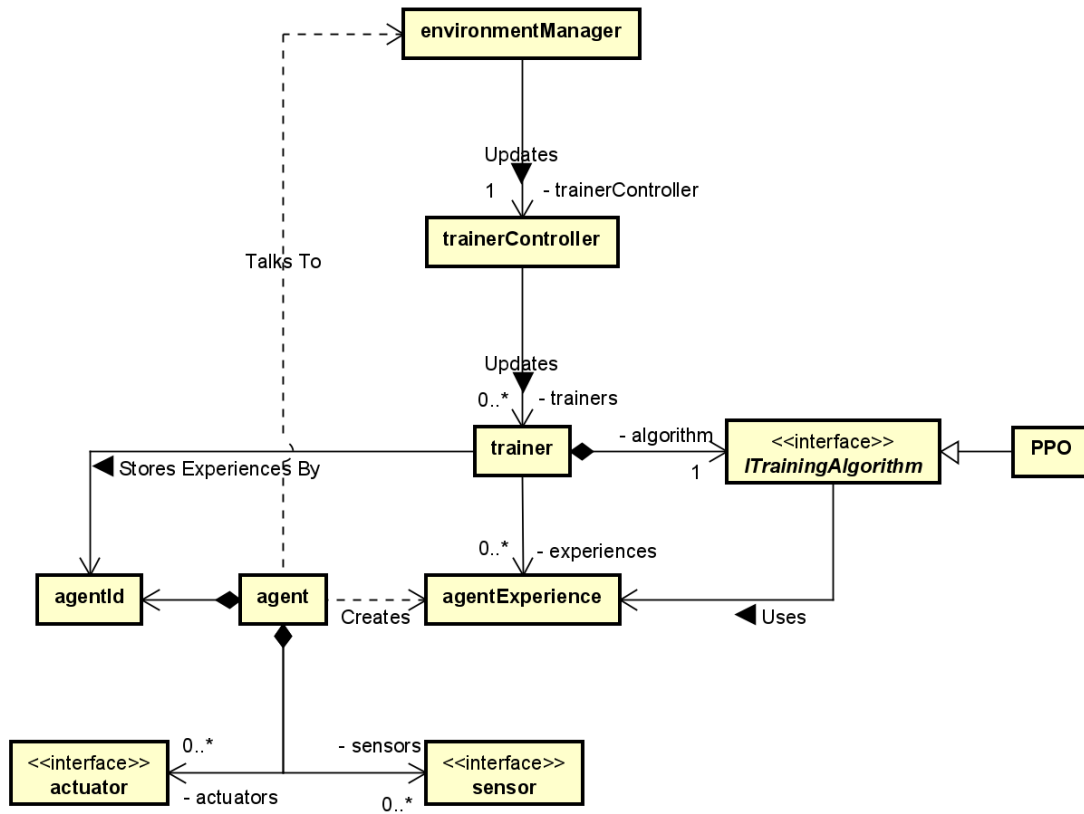 environmentManager
Updates
1
- trainerController
trainerController
Talks To
Updates
0..*
- trainers
trainer
- algorithm
1
<<interface>>
ITrainingAlgorithm
PPO
Stores Experiences By
0..*
- experiences
agentId
agent
Creates
agentExperience
Uses
0..*
- sensors
<<interface>>
actuator
<<interface>>
sensor
- actuators
0..*